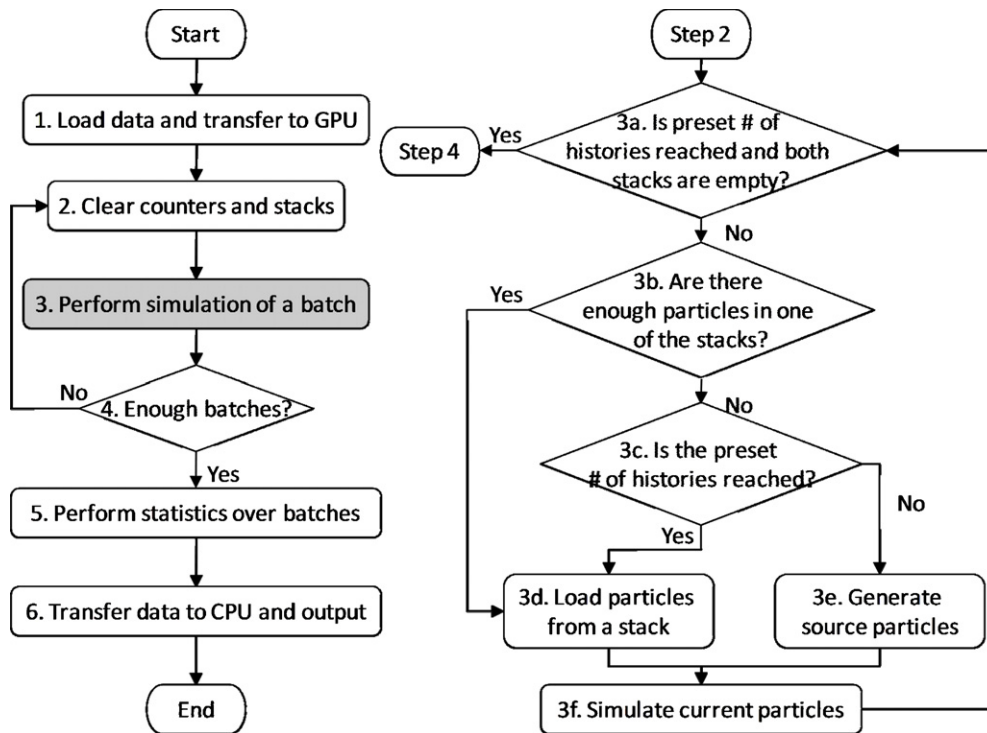 Start
1. Load data and transfer to GPU
2. Clear counters and stacks
3. Perform simulation of a batch
No
4. Enough batches?
Yes
5. Perform statistics over batches
6. Transfer data to CPU and output
End
Step 2
3a. Is preset # of
histories reached and both
stacks are empty?
Yes
Step 4
No
3b. Are there
enough particles in one
of the stacks?
Yes
No
3c. Is the preset
# of histories reached?
No
Yes
3d. Load particles
from a stack
3e. Generate
source particles
3f. Simulate current particles